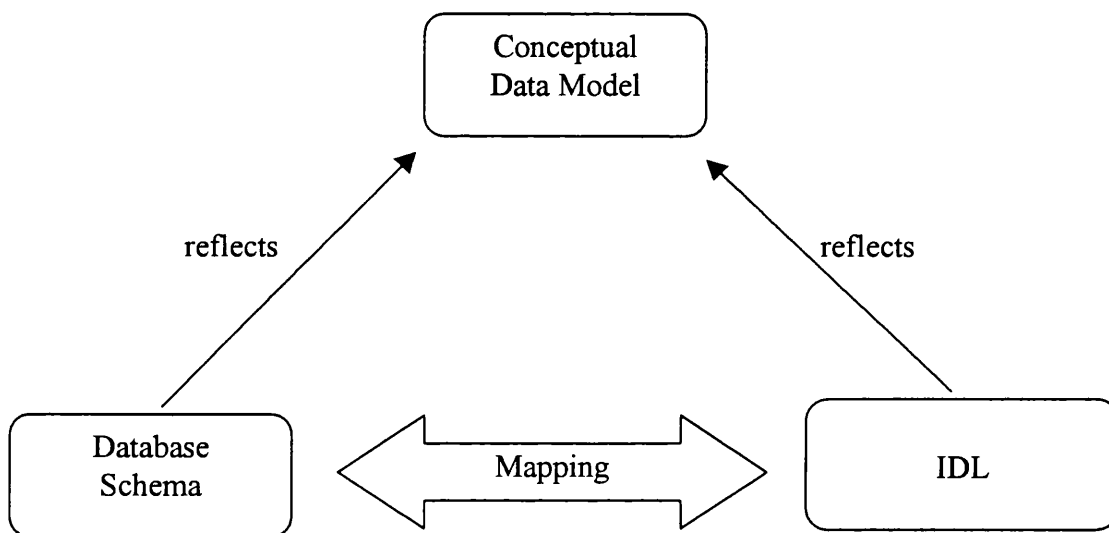 Conceptual
Data Model
reflects
reflects
Database
Schema
Mapping
IDL